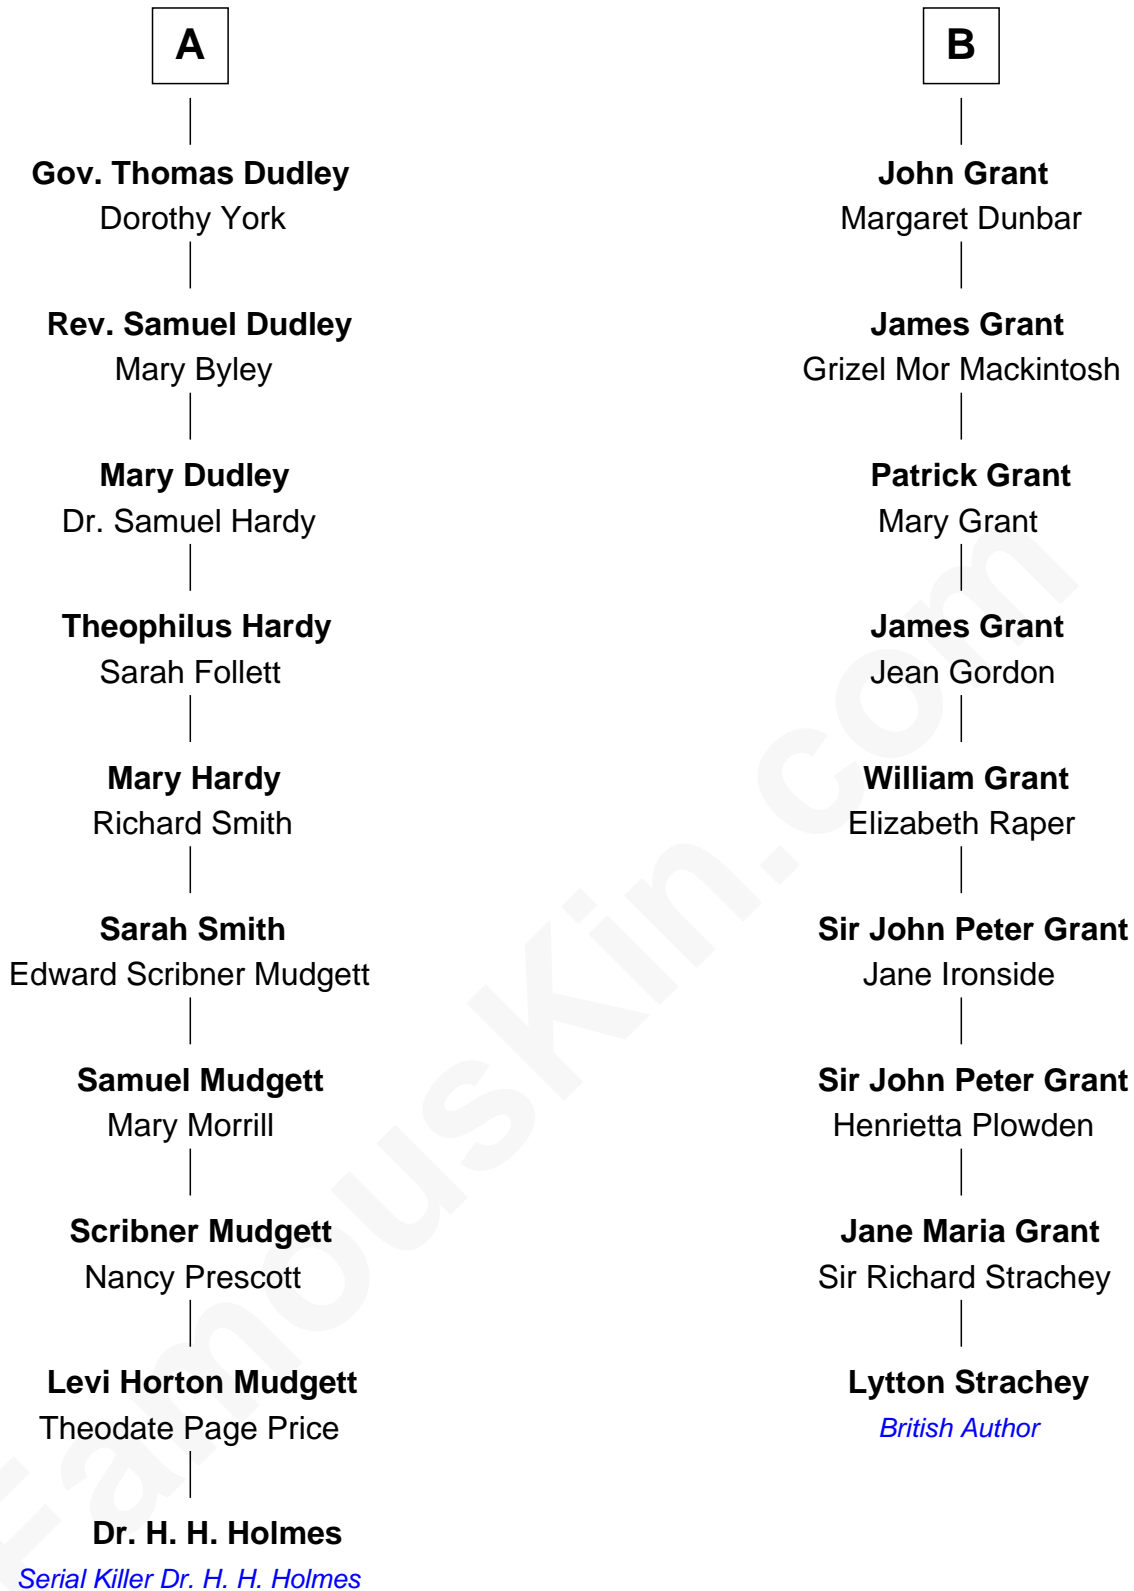 A
Gov. Thomas Dudley
Dorothy York
Rev. Samuel Dudley
Mary Byley
Mary Dudley
Dr. Samuel Hardy
Theophilus Hardy
Sarah Follett
Mary Hardy
Richard Smith
Sarah Smith
Edward Scribner Mudgett
Samuel Mudgett
Mary Morrill
Scribner Mudgett
Nancy Prescott
Levi Horton Mudgett
Theodate Page Price
Dr. H. H. Holmes
Serial Killer Dr. H. H. Holmes
B
John Grant
Margaret Dunbar
James Grant
Grizel Mor Mackintosh
Patrick Grant
Mary Grant
James Grant
Jean Gordon
William Grant
Elizabeth Raper
Sir John Peter Grant
Jane Ironside
Sir John Peter Grant
Henrietta Plowden
Jane Maria Grant
Sir Richard Strachey
Lytton Strachey
British Author
FamousKin.com